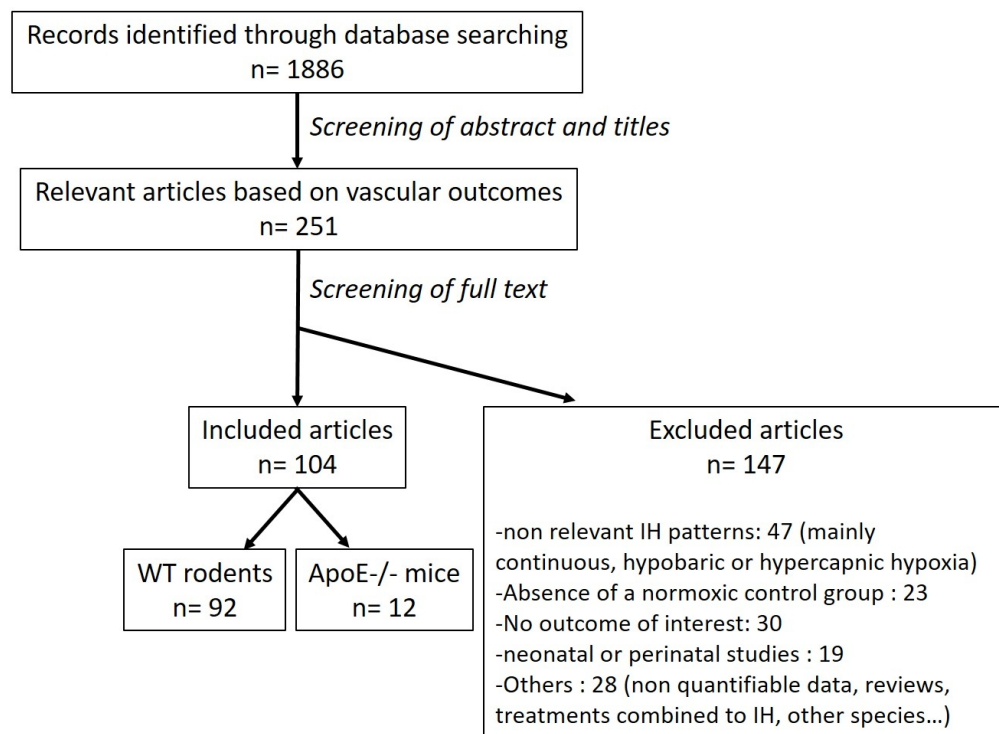 Records identified through database searching
n= 1886
Screening of abstract and titles
Relevant articles based on vascular outcomes
n= 251
Screening of full text
Included articles
n= 104
WT rodents
n= 92
ApoE-/- mice
n= 12
Excluded articles
n= 147
-non relevant IH patterns: 47 (mainly
continuous, hypobaric or hypercapnic hypoxia)
-Absence of a normoxic control group : 23
-No outcome of interest: 30
-neonatal or perinatal studies : 19
-Others : 28 (non quantifiable data, reviews,
treatments combined to IH, other species...)